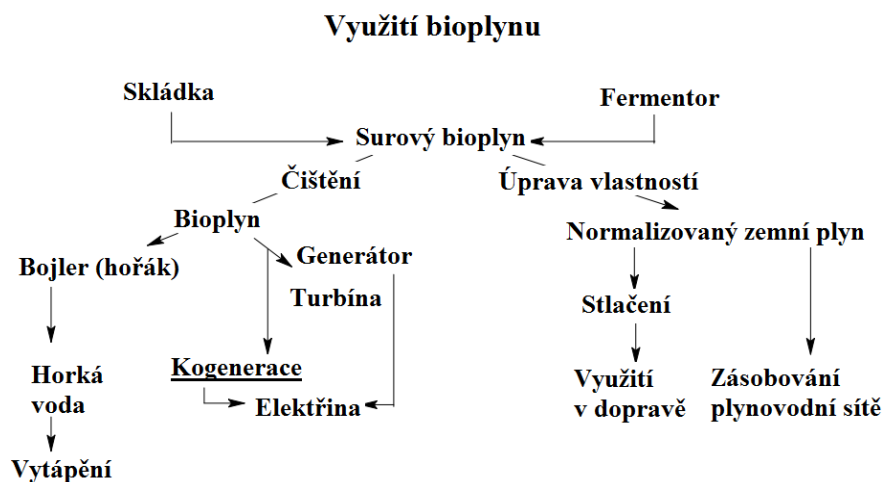 Využití bioplynu
Skládka
Fermentor
Surový bioplyn
Čištění
Úprava vlastností
Bioplyn
Normalizovaný zemní plyn
Bojler (hořák)
Generátor
Turbína
Stlačení
Kogenerace
Horká
voda
Elektřina
Využití
v dopravě
Zásobování
plynovodní sítě
Vytápění